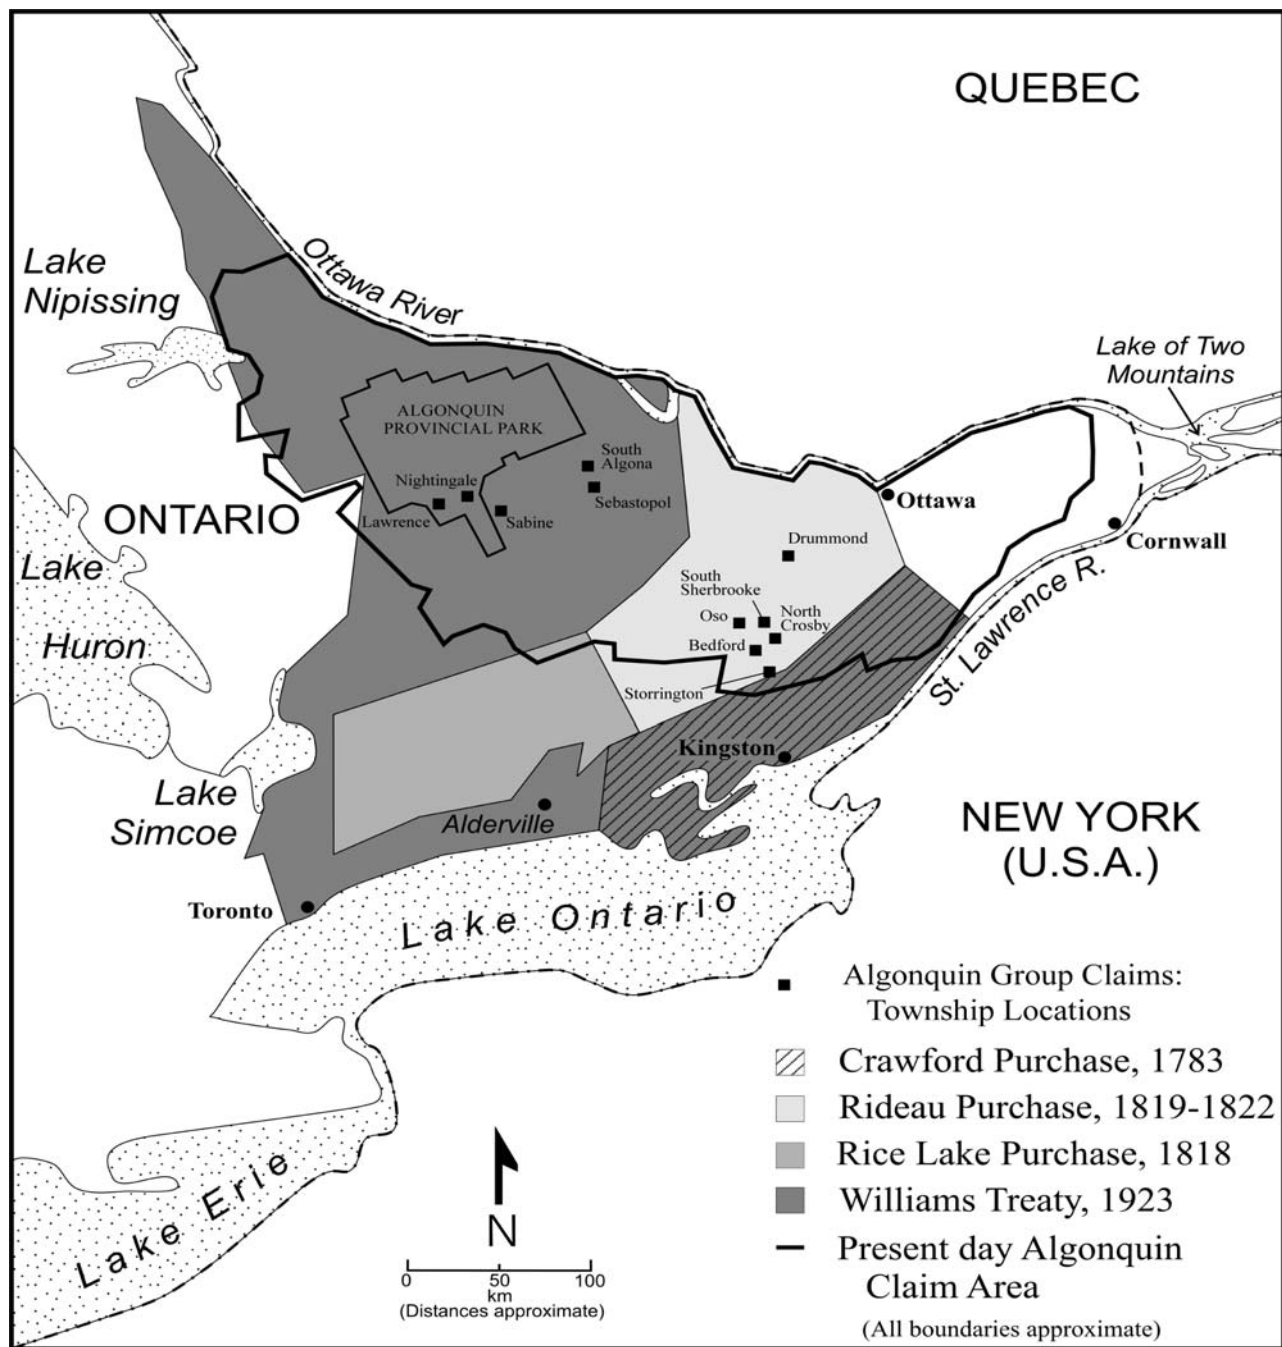 QUEBEC
Lake
Nipissing
Ottawa River
Lake of Two
Mountains
ALGONQUIN
PROVINCIAL PARK
South
Algona
Nightingale
Sebastopol
Lawrence
Sabine
Ottawa
ONTARIO
Cornwall
Drummond
Lake
Huron
South
Sherbrooke
Oso
North
Crosby
Bedford
Storrington
St. Lawrence R.
Kingston
Lake
Simcoe
Alderville
NEW YORK
(U.S.A.)
Toronto
Lake Ontario
Algonquin Group Claims:
Township Locations
Crawford Purchase, 1783
Rideau Purchase, 1819-1822
Rice Lake Purchase, 1818
Williams Treaty, 1923
Present day Algonquin
Claim Area
(All boundaries approximate)
Lake Erie
N
0 50 100
km
(Distances approximate)